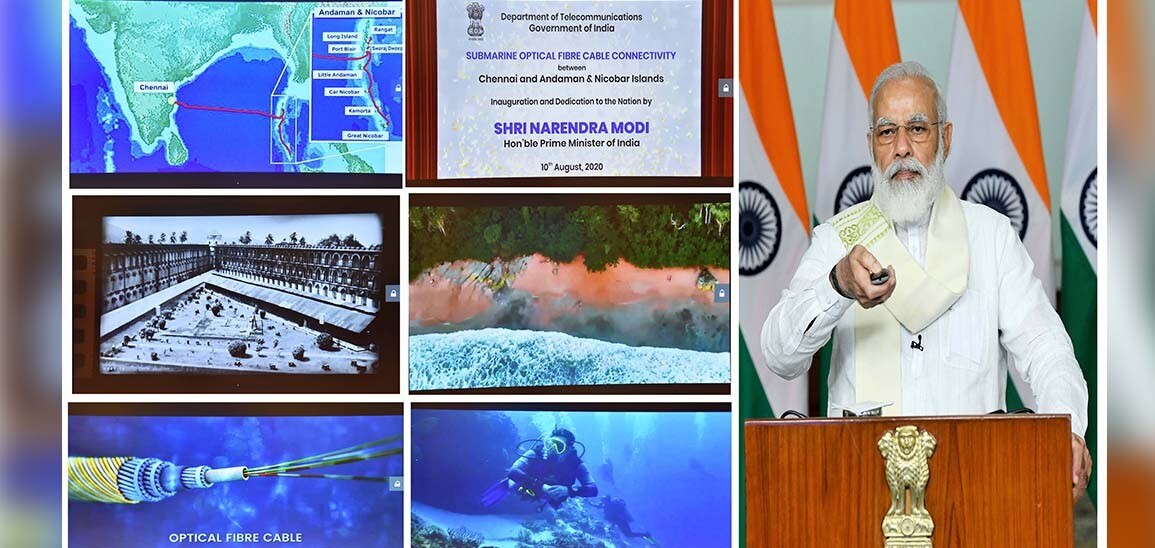 Andaman & Nicobar
Rangat
Long Island
Port Blair
Swraj Dweep
Little Andaman
Chennai
Car Nicobar
Kamorta
Great Nicobar
Department of Telecommunications
Government of India
SUBMARINE OPTICAL FIBRE CABLE CONNECTIVITY
between
Chennai and Andaman & Nicobar Islands
Inauguration and Dedication to the Nation by
SHRI NARENDRA MODI
Hon'ble Prime Minister of India
10th August, 2020
OPTICAL FIBRE CABLE